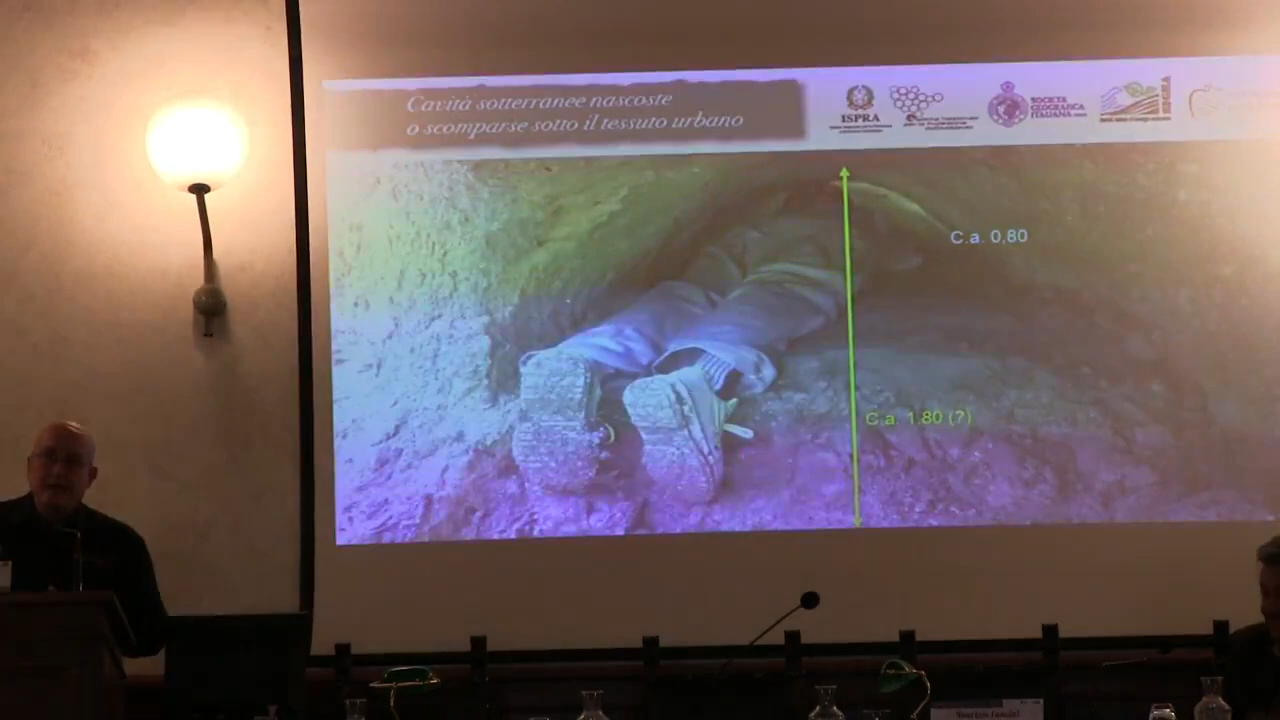 Cavità sotterranee nascoste
o scomparse sotto il tessuto urbano
ISPRA
SOCIETÀ
GEOGRAFICA
ITALIANA
C.a. 0,80
C.a. 1,80 (?)